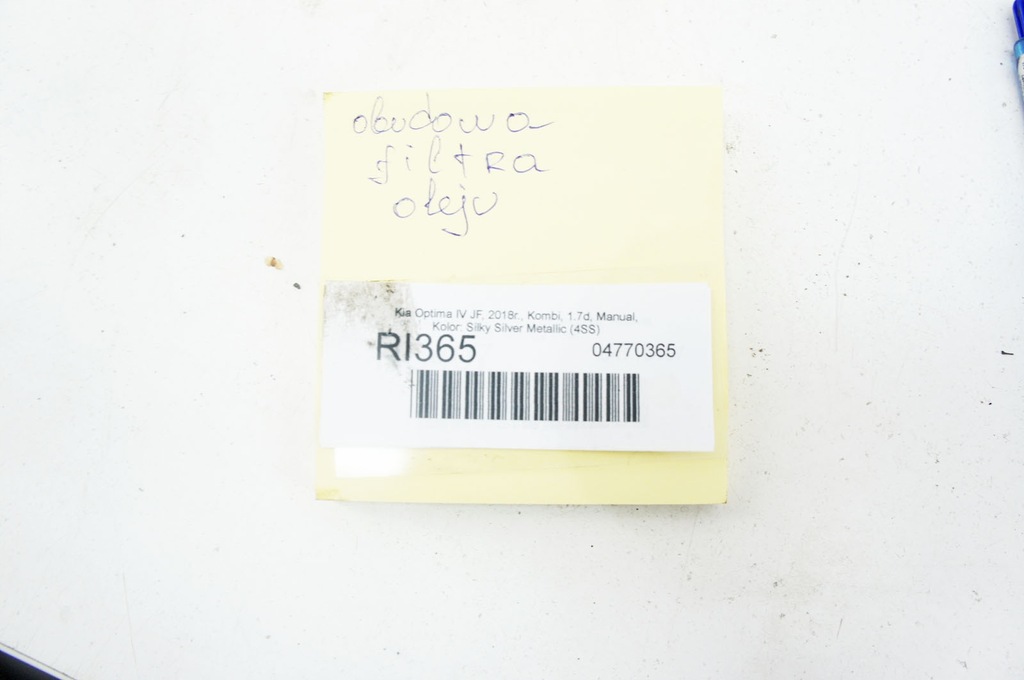 obudowa
filtra
oleju
Kia Optima IV JF, 2018r., Kombi, 1.7d, Manual,
Kolor: Silky Silver Metallic (4SS)
RI365 04770365